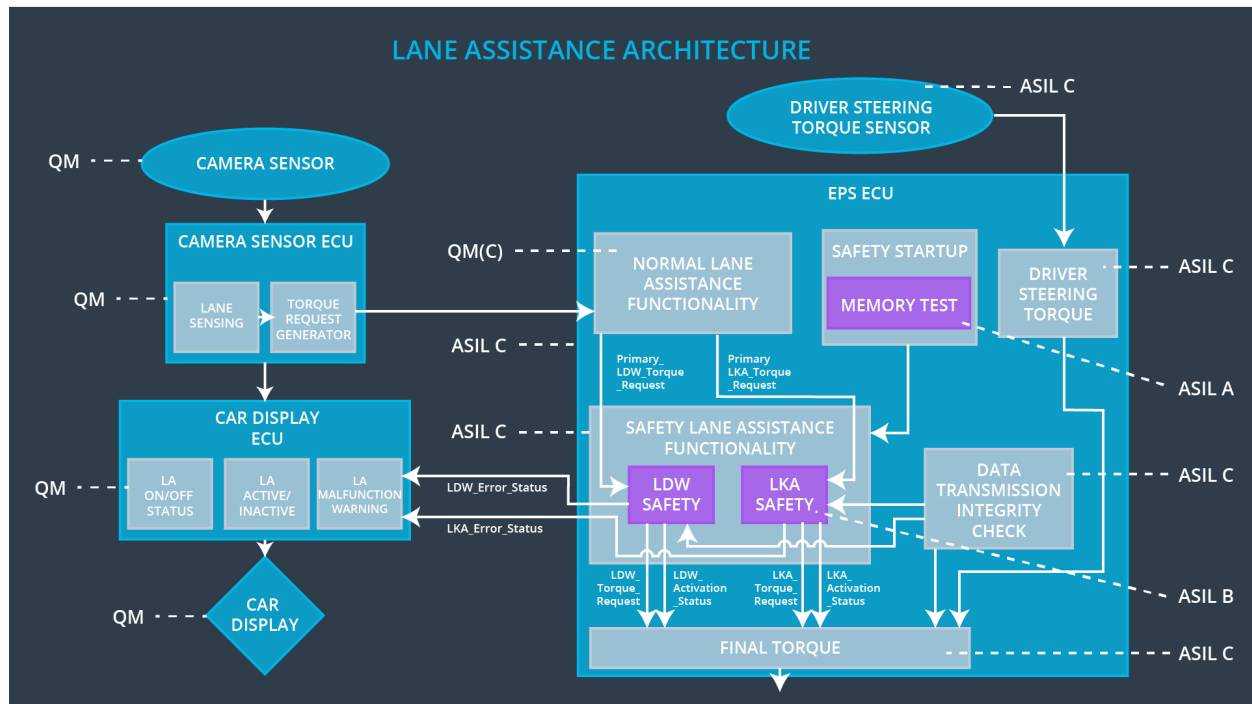 LANE ASSISTANCE ARCHITECTURE
ASIL C
DRIVER STEERING
TORQUE SENSOR
QM
CAMERA SENSOR
EPS ECU
CAMERA SENSOR ECU
QM
LANE
SENSING
TORQUE
REQUEST
GENERATOR
QM(C)
NORMAL LANE
ASSISTANCE
FUNCTIONALITY
SAFETY STARTUP
MEMORY TEST
DRIVER
STEERING
TORQUE
ASIL C
ASIL C
ASIL A
Primary_
LDW_Torque
_Request
Primary
LKA_Torque
_Request
CAR DISPLAY
ECU
QM
LA
ON/OFF
STATUS
LA
ACTIVE/
INACTIVE
LA
MALFUNCTION
WARNING
ASIL C
SAFETY LANE ASSISTANCE
FUNCTIONALITY
LDW
SAFETY
LKA
SAFETY
DATA
TRANSMISSION
INTEGRITY
CHECK
ASIL C
LDW_Error_Status
LKA_Error_Status
LDW_
Torque_
Request
LDW_
Activation
_Status
LKA_
Torque_
Request
LKA_
Activation
_Status
ASIL B
QM
CAR
DISPLAY
FINAL TORQUE
ASIL C